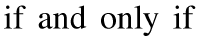 if and only if